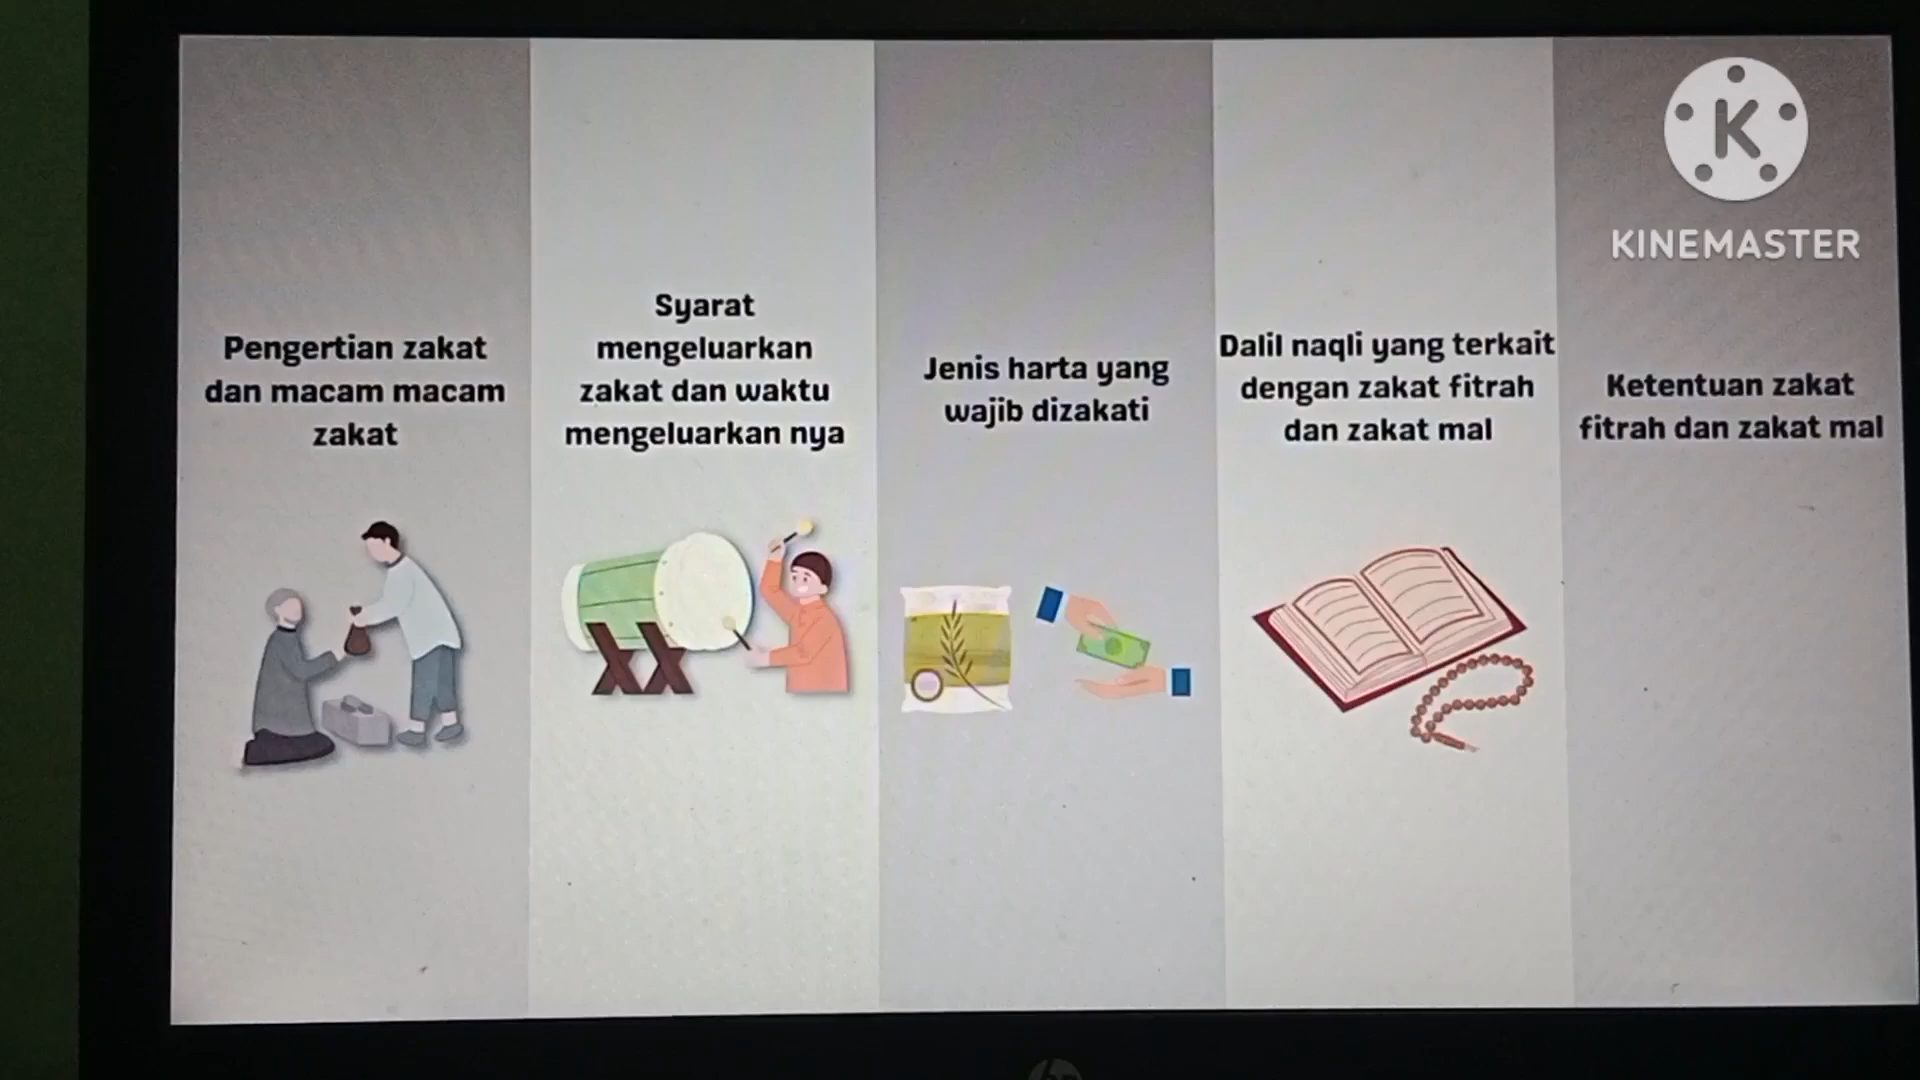 Pengertian zakat
dan macam macam
zakat
Syarat
mengeluarkan
zakat dan waktu
mengeluarkan nya
Jenis harta yang
wajib dizakati
Dalil naqli yang terkait
dengan zakat fitrah
dan zakat mal
Ketentuan zakat
fitrah dan zakat mal
K
KINEMASTER
hp